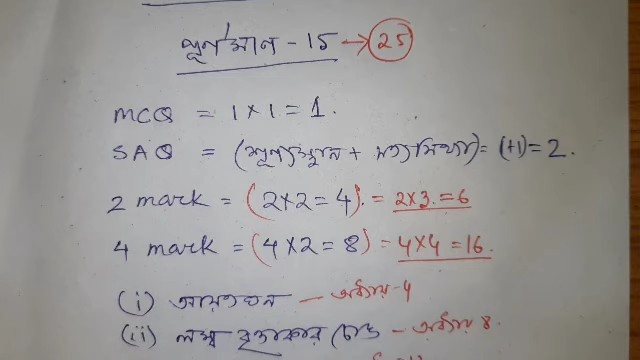 পূর্ণমান - 15 → 25
MCQ = 1×1 = 1.
SAQ = (শূন্যস্থান + সত্যমিথ্যা) = (1+1) = 2.
2 mark = (2×2 = 4). = 2×3 = 6
4 mark = (4×2 = 8) = 4×4 = 16.
(i) আয়তঘন — অধ্যায় - 4
(ii) লম্ব বৃত্তাকার চোঙ — অধ্যায় 8